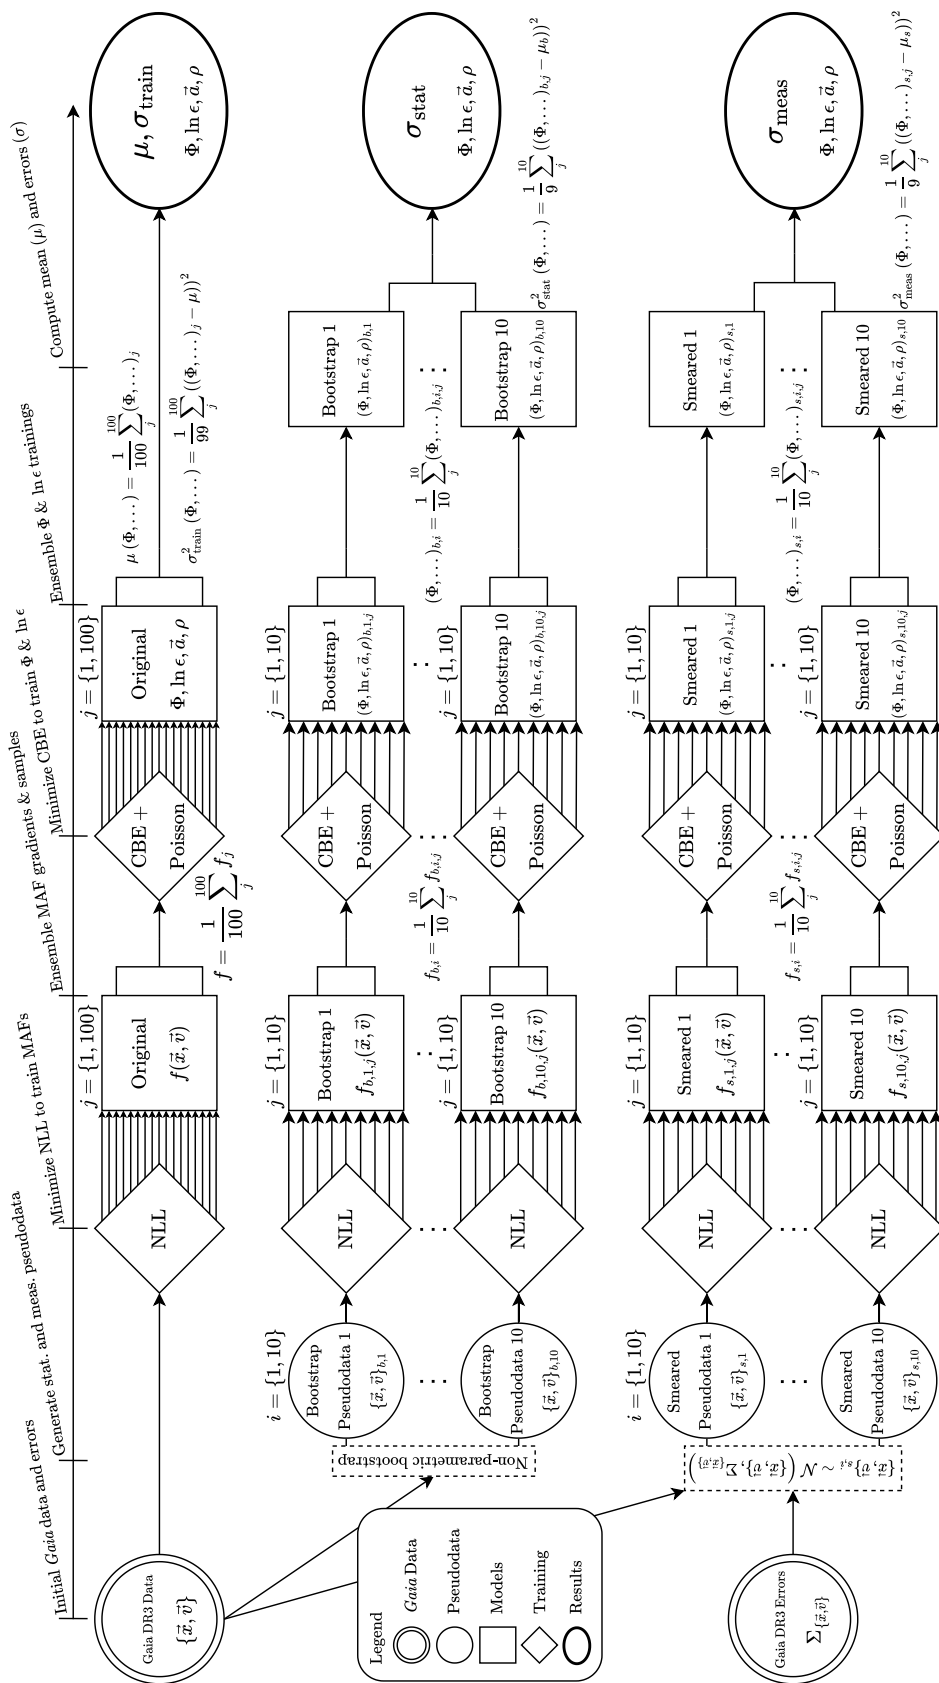 Initial Gaia data and errors
Generate stat. and meas. pseudodata
Minimize NLL to train MAFs
Ensemble MAF gradients & samples
Minimize CBE to train Φ & ln ϵ
Ensemble Φ & ln ϵ trainings
Compute mean (μ) and errors (σ)
Gaia DR3 Data
{x⃗, v⃗}
NLL
j = {1, 100}
Original
f(x⃗, v⃗)
f = 1/100 ∑_j^100 f_j
CBE +
Poisson
j = {1, 100}
Original
Φ, ln ϵ, a⃗, ρ
μ (Φ, …) = 1/100 ∑_j^100 (Φ, …)_j
σ²_train (Φ, …) = 1/99 ∑_j^100 ((Φ, …)_j − μ))²
μ, σ_train
Φ, ln ϵ, a⃗, ρ
Non-parametric bootstrap
i = {1, 10}
Bootstrap
Pseudodata 1
{x⃗, v⃗}_b,1
…
Bootstrap
Pseudodata 10
{x⃗, v⃗}_b,10
NLL
…
NLL
j = {1, 10}
Bootstrap 1
f_b,1,j(x⃗, v⃗)
j = {1, 10}
Bootstrap 10
f_b,10,j(x⃗, v⃗)
f_b,i = 1/10 ∑_j^10 f_b,i,j
CBE +
Poisson
…
CBE +
Poisson
j = {1, 10}
Bootstrap 1
(Φ, ln ϵ, a⃗, ρ)_b,1,j
j = {1, 10}
Bootstrap 10
(Φ, ln ϵ, a⃗, ρ)_b,10,j
(Φ, …)_b,i = 1/10 ∑_j^10 (Φ, …)_b,i,j
Bootstrap 1
(Φ, ln ϵ, a⃗, ρ)_b,1
…
Bootstrap 10
(Φ, ln ϵ, a⃗, ρ)_b,10
σ²_stat (Φ, …) = 1/9 ∑_j^10 ((Φ, …)_b,j − μ_b))²
σ_stat
Φ, ln ϵ, a⃗, ρ
Legend
Gaia Data
Pseudodata
Models
Training
Results
Gaia DR3 Errors
Σ_{x⃗,v⃗}
{x⃗, v⃗}_s,i ∼ 𝒩({x⃗, v⃗}, Σ_{x⃗,v⃗})
i = {1, 10}
Smeared
Pseudodata 1
{x⃗, v⃗}_s,1
…
Smeared
Pseudodata 10
{x⃗, v⃗}_s,10
NLL
…
NLL
j = {1, 10}
Smeared 1
f_s,1,j(x⃗, v⃗)
j = {1, 10}
Smeared 10
f_s,10,j(x⃗, v⃗)
f_s,i = 1/10 ∑_j^10 f_s,i,j
CBE +
Poisson
…
CBE +
Poisson
j = {1, 10}
Smeared 1
(Φ, ln ϵ, a⃗, ρ)_s,1,j
j = {1, 10}
Smeared 10
(Φ, ln ϵ, a⃗, ρ)_s,10,j
(Φ, …)_s,i = 1/10 ∑_j^10 (Φ, …)_s,i,j
Smeared 1
(Φ, ln ϵ, a⃗, ρ)_s,1
…
Smeared 10
(Φ, ln ϵ, a⃗, ρ)_s,10
σ²_meas (Φ, …) = 1/9 ∑_j^10 ((Φ, …)_s,j − μ_s))²
σ_meas
Φ, ln ϵ, a⃗, ρ